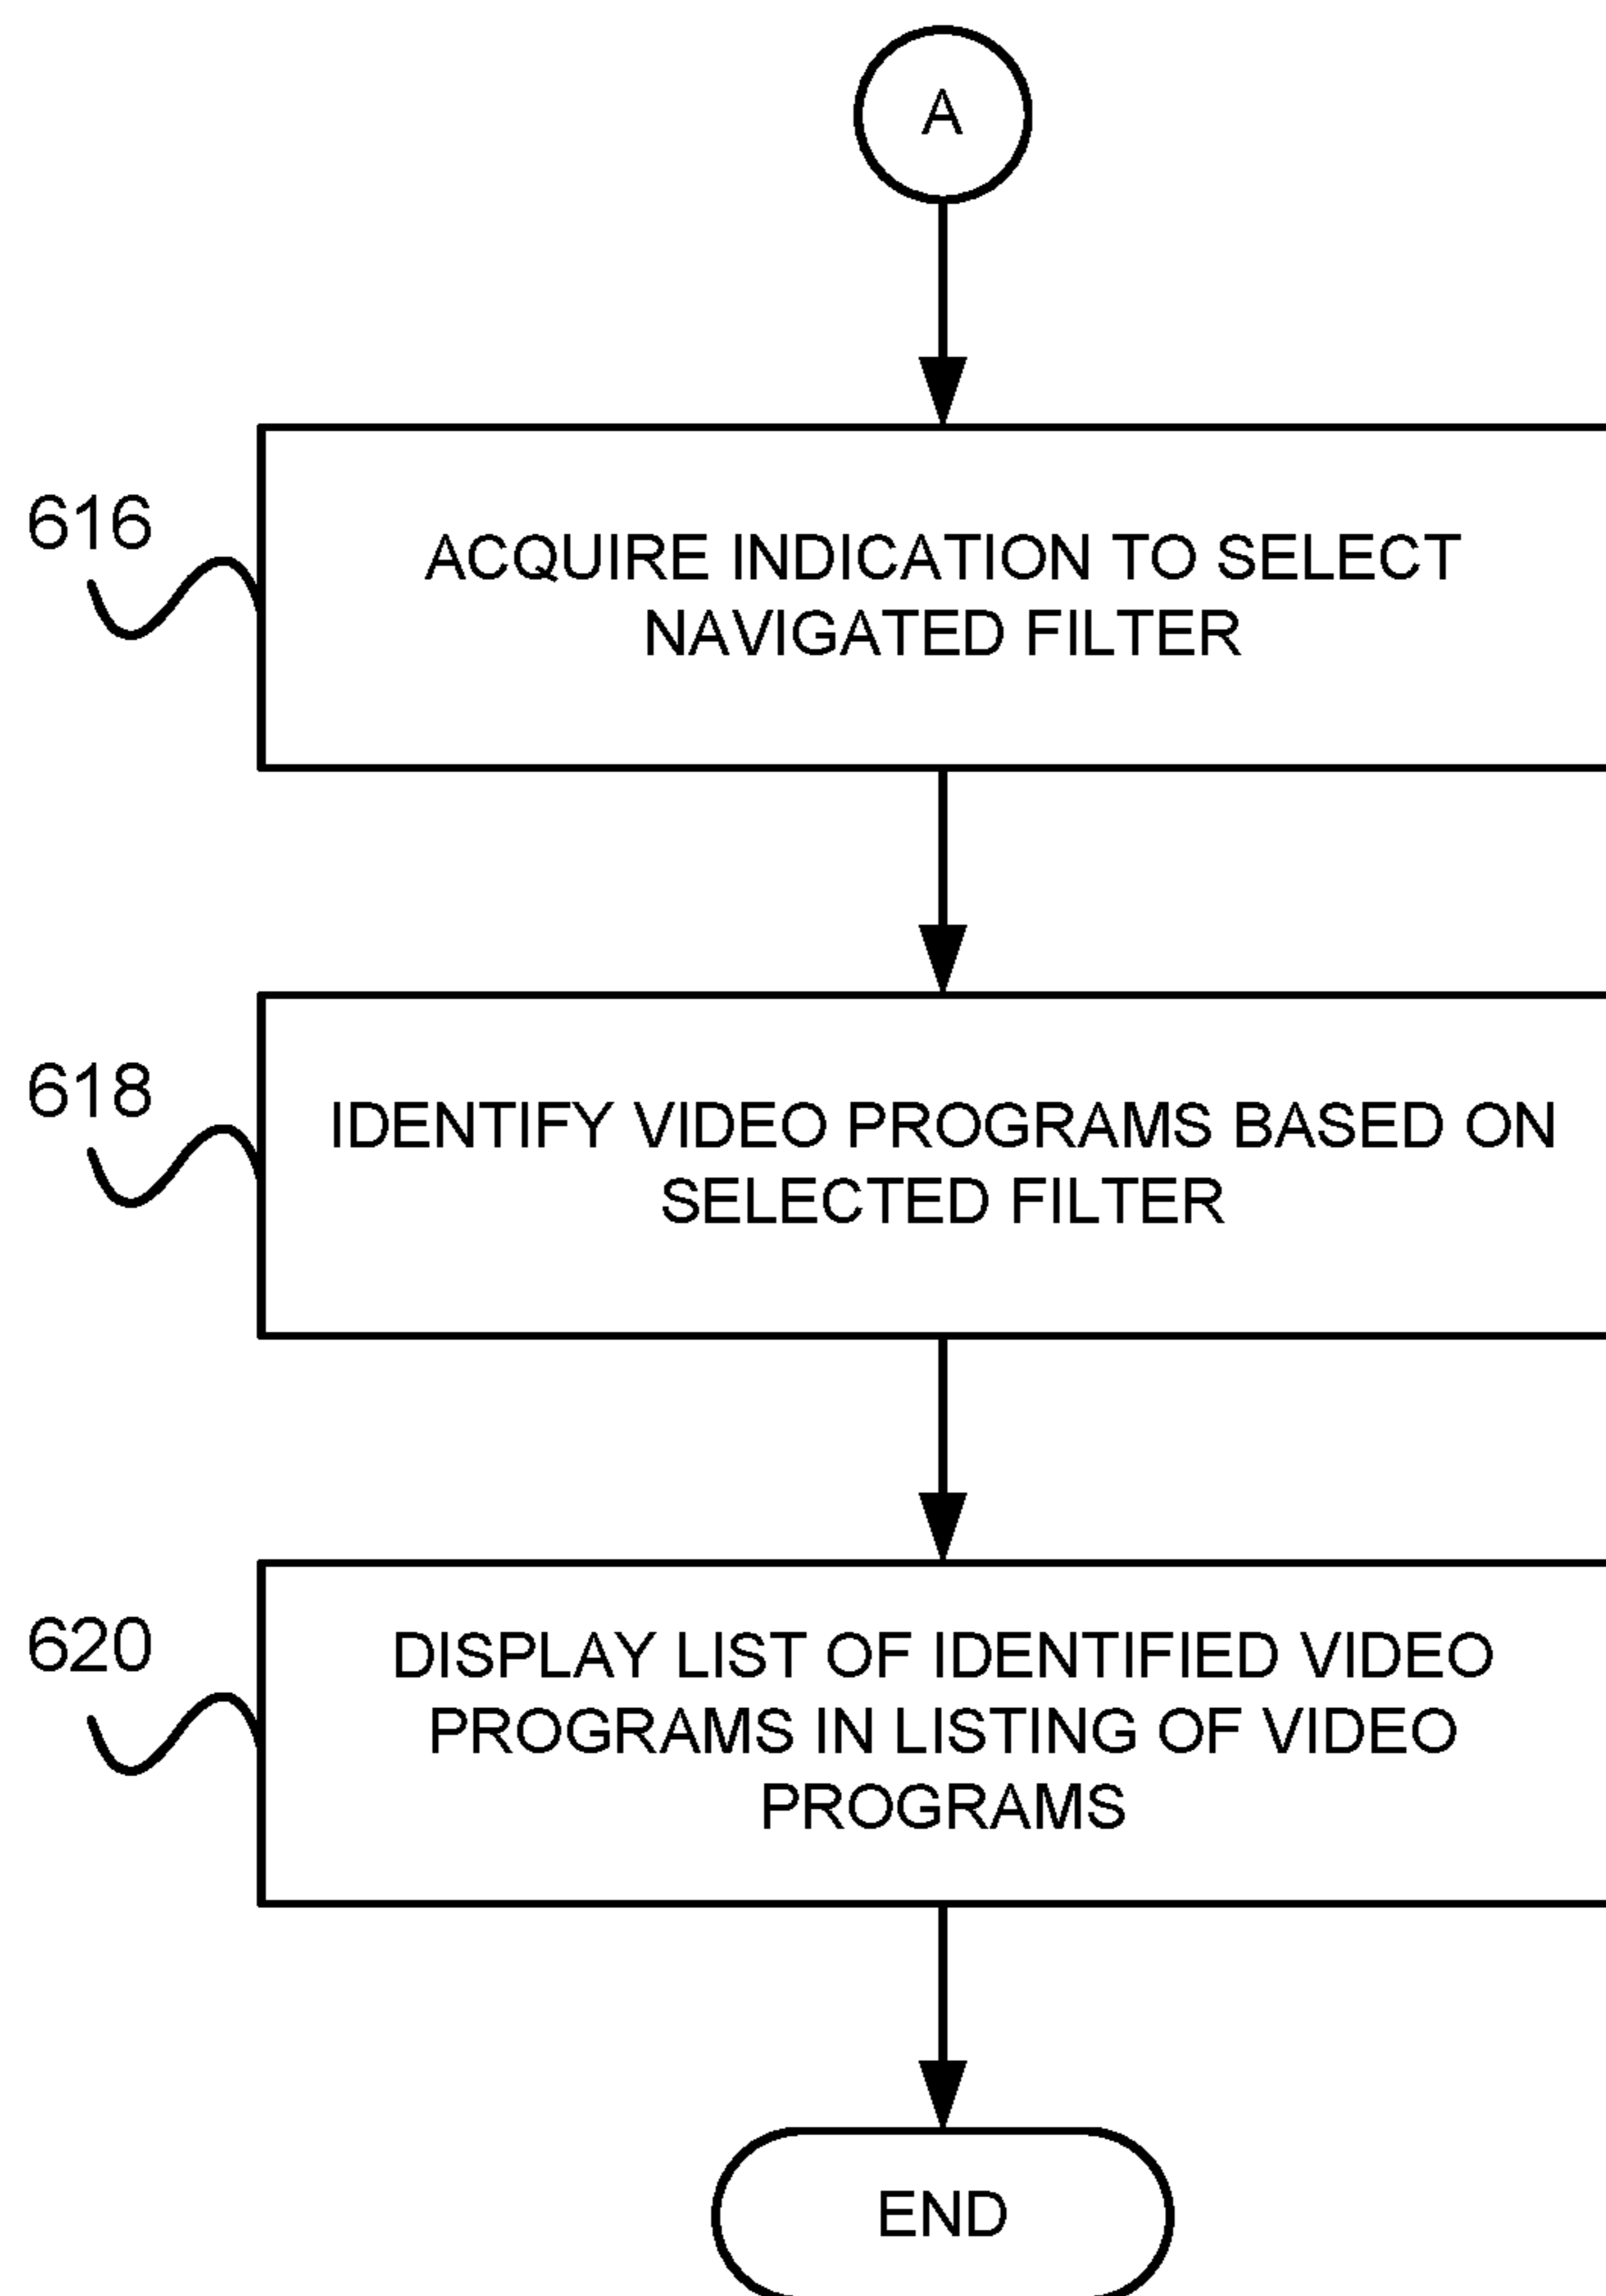 A
616
ACQUIRE INDICATION TO SELECT
NAVIGATED FILTER
618
IDENTIFY VIDEO PROGRAMS BASED ON
SELECTED FILTER
620
DISPLAY LIST OF IDENTIFIED VIDEO
PROGRAMS IN LISTING OF VIDEO
PROGRAMS
END